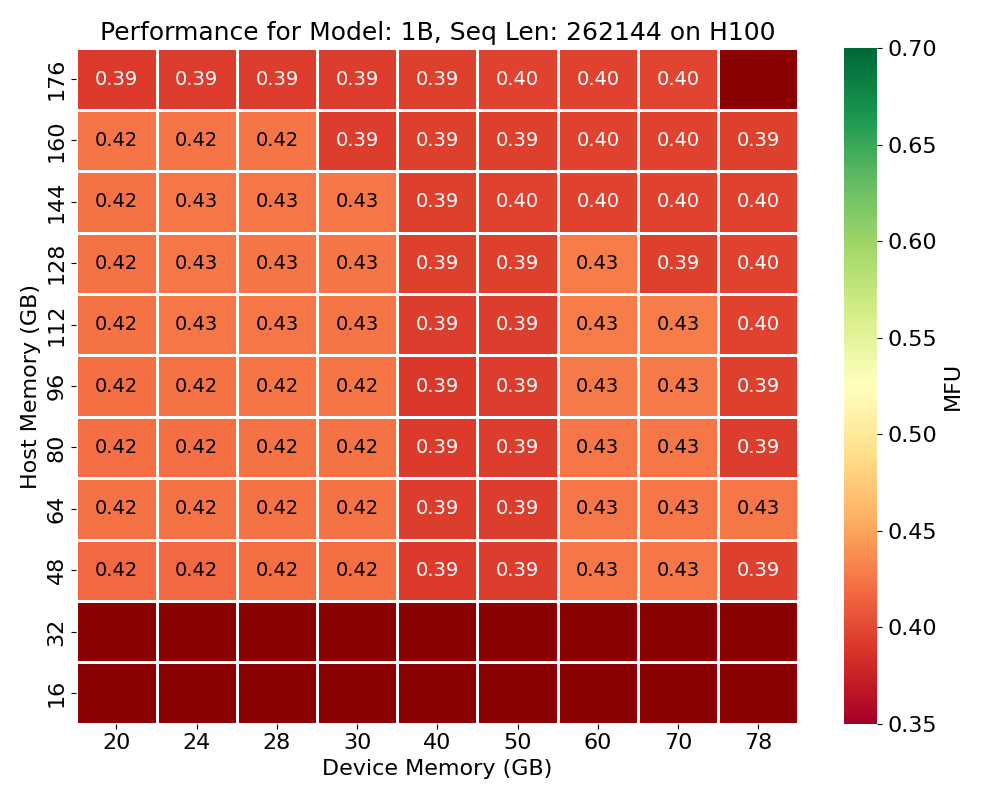 Performance for Model: 1B, Seq Len: 262144 on H100
176 0.39 0.39 0.39 0.39 0.39 0.40 0.40 0.40
160 0.42 0.42 0.42 0.39 0.39 0.39 0.40 0.40 0.39
144 0.42 0.43 0.43 0.43 0.39 0.40 0.40 0.40 0.40
128 0.42 0.43 0.43 0.43 0.39 0.39 0.43 0.39 0.40
112 0.42 0.43 0.43 0.43 0.39 0.39 0.43 0.43 0.40
96 0.42 0.42 0.42 0.42 0.39 0.39 0.43 0.43 0.39
80 0.42 0.42 0.42 0.42 0.39 0.39 0.43 0.43 0.39
64 0.42 0.42 0.42 0.42 0.39 0.39 0.43 0.43 0.43
48 0.42 0.42 0.42 0.42 0.39 0.39 0.43 0.43 0.39
32
16
20 24 28 30 40 50 60 70 78
Device Memory (GB)
Host Memory (GB)
0.70
0.65
0.60
0.55
0.50
0.45
0.40
0.35
MFU